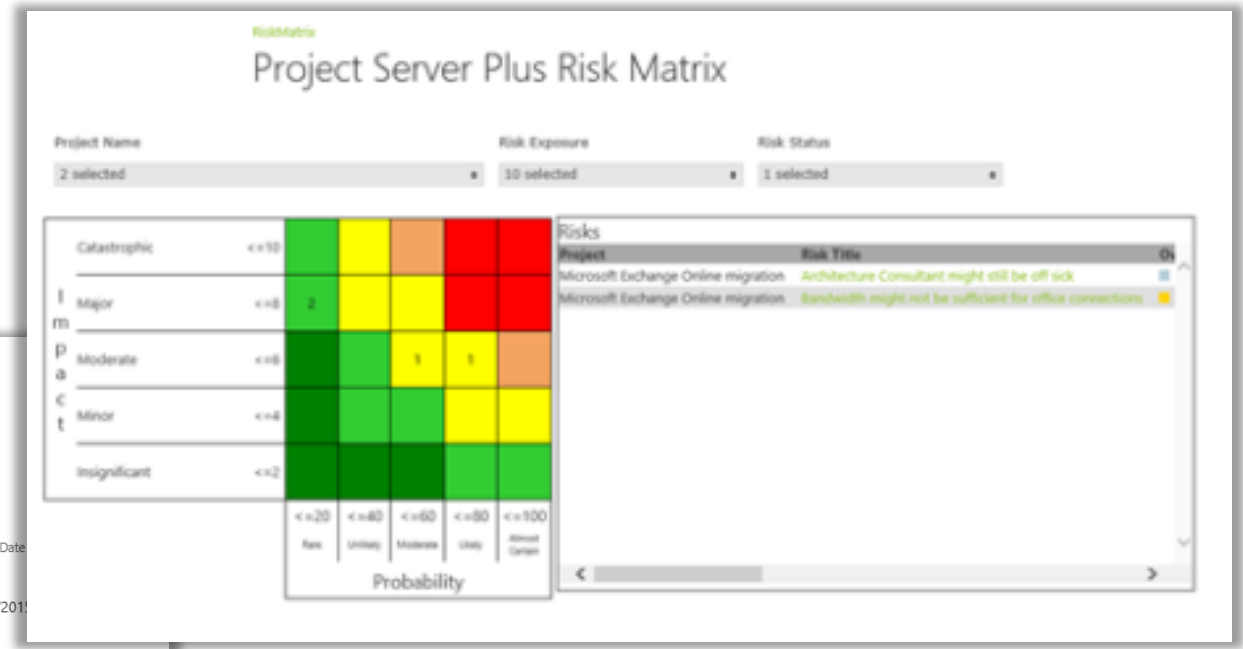 RiskMatrix
Project Server Plus Risk Matrix
Project Name Risk Exposure Risk Status
2 selected 10 selected 1 selected
Risks
Project Risk Title Ov
Microsoft Exchange Online migration Architecture Consultant might still be off sick
Microsoft Exchange Online migration Bandwidth might not be sufficient for office connections
Impact
Catastrophic <=10
Major <=8 2
Moderate <=6 1 1
Minor <=4
Insignificant <=2
<=20 <=40 <=60 <=80 <=100
Rare Unlikely Moderate Likely Almost Certain
Probability
Date
/2015